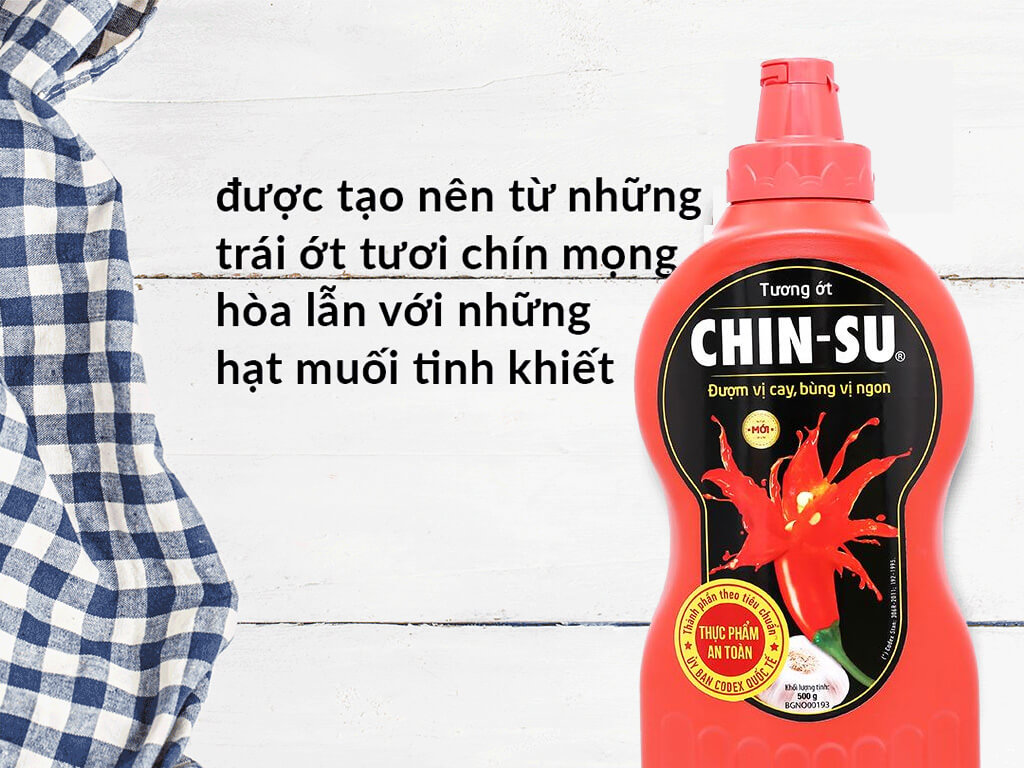 được tạo nên từ những
trái ớt tươi chín mọng
hòa lẫn với những
hạt muối tinh khiết
Tương ớt
CHIN-SU®
Đượm vị cay, bùng vị ngon
MỚI
Thành phần theo tiêu chuẩn
THỰC PHẨM
AN TOÀN
ỦY BAN CODEX QUỐC TẾ
Khối lượng tịnh:
500 g
BGNO00193